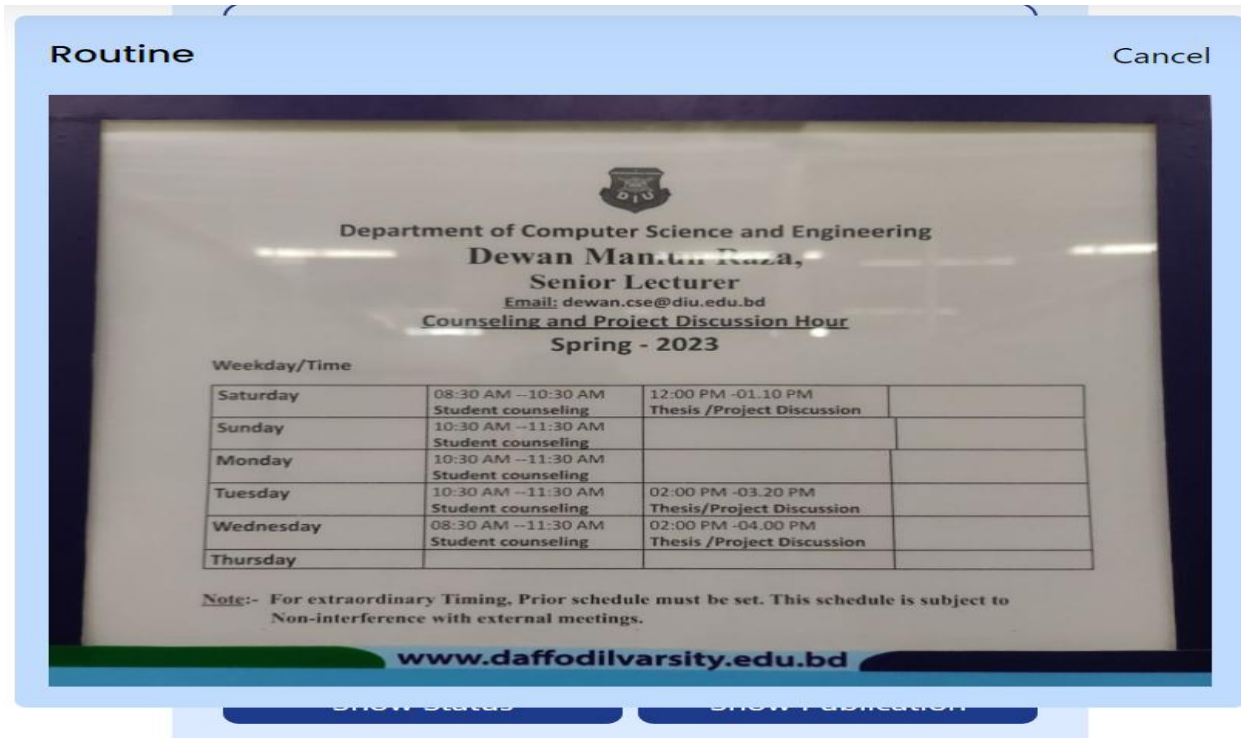 Routine
Cancel
DIU
Department of Computer Science and Engineering
Dewan Mamun Raza,
Senior Lecturer
Email: dewan.cse@diu.edu.bd
Counseling and Project Discussion Hour
Spring - 2023
Weekday/Time
Saturday 08:30 AM --10:30 AM 12:00 PM -01.10 PM
Student counseling Thesis /Project Discussion
Sunday 10:30 AM --11:30 AM
Student counseling
Monday 10:30 AM --11:30 AM
Student counseling
Tuesday 10:30 AM --11:30 AM 02:00 PM -03.20 PM
Student counseling Thesis/Project Discussion
Wednesday 08:30 AM --11:30 AM 02:00 PM -04.00 PM
Student counseling Thesis /Project Discussion
Thursday
Note:- For extraordinary Timing, Prior schedule must be set. This schedule is subject to
Non-interference with external meetings.
www.daffodilvarsity.edu.bd
Show Status Show Publication